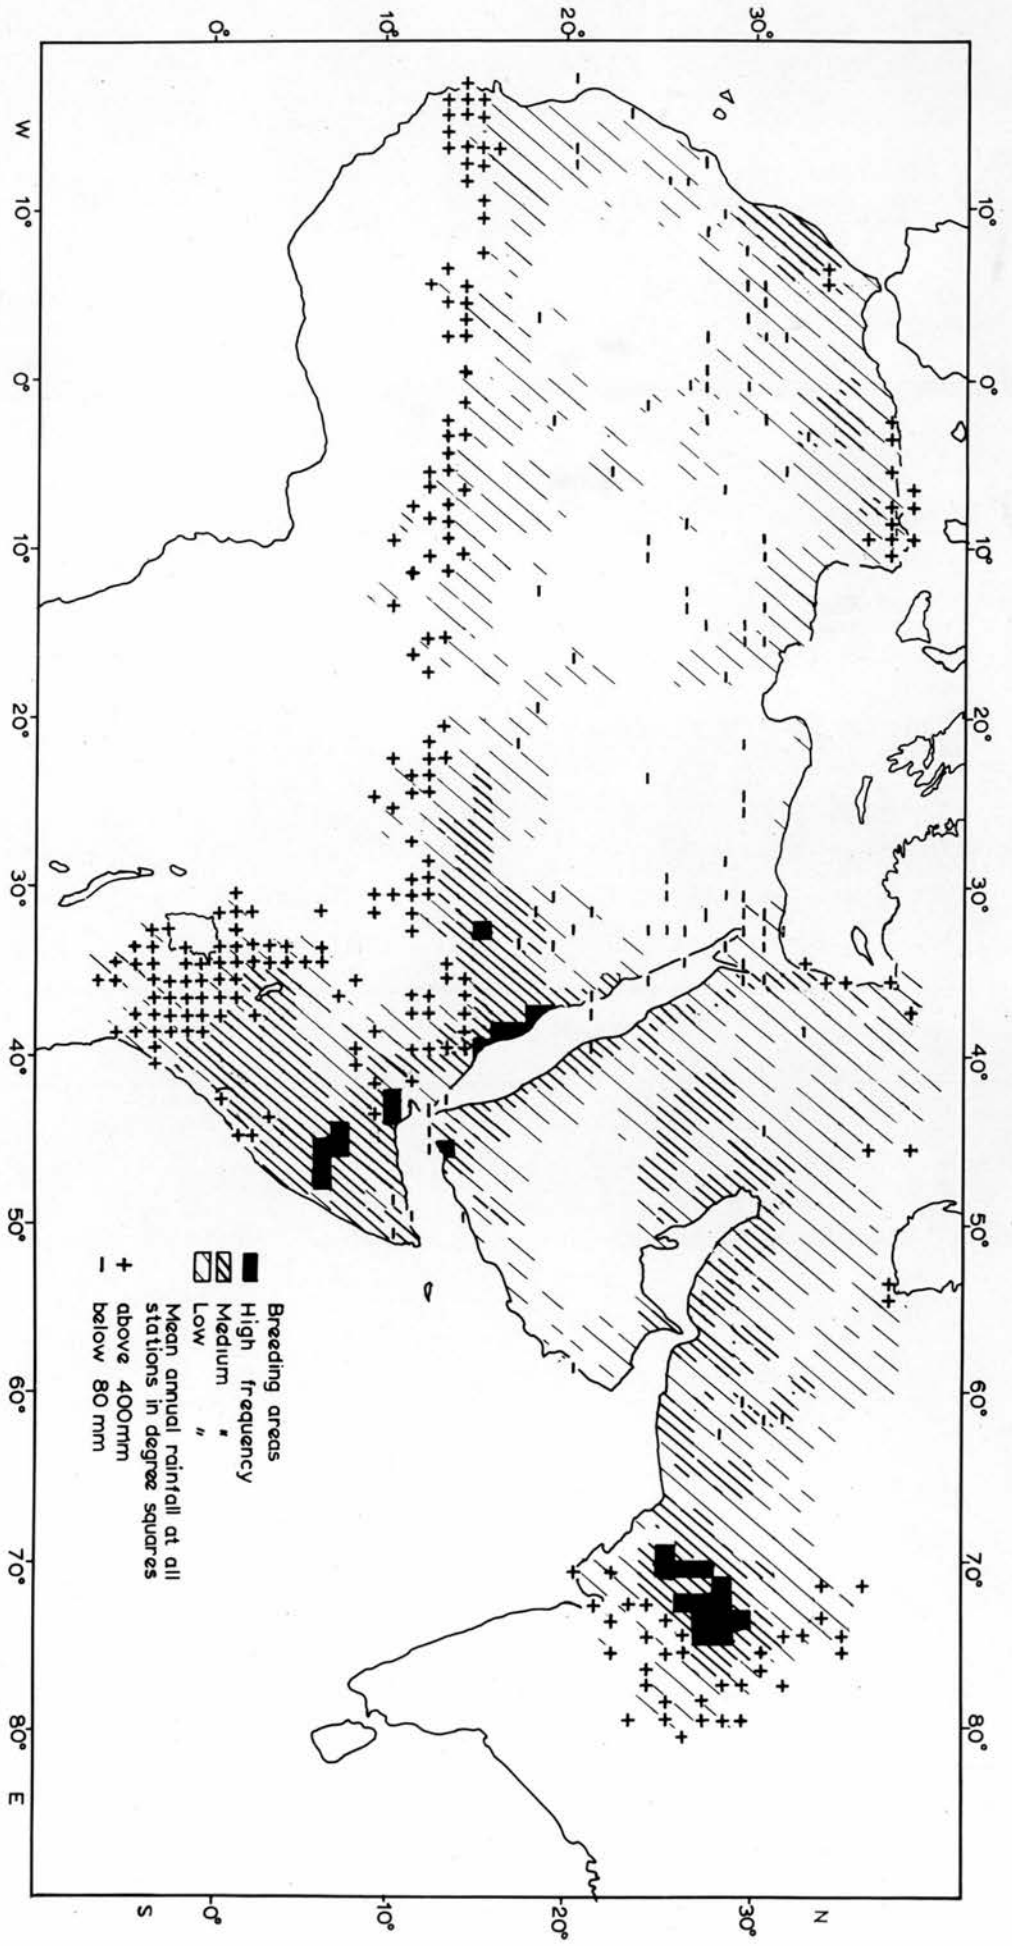 10° 0° 10° 20° 30° 40° 50° 60° 70° 80°
30°
20°
10°
0°
N
30°
20°
10°
0°
S
Breeding areas
High frequency
Medium "
Low "
Mean annual rainfall at all
stations in degree squares
+ above 400mm
– below 80mm
W 10° 0° 10° 20° 30° 40° 50° 60° 70° 80° E